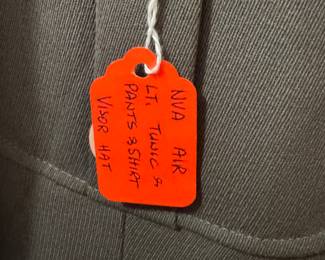 NVA AIR
LT. TUNIC &
PANTS & SHIRT
VISOR HAT